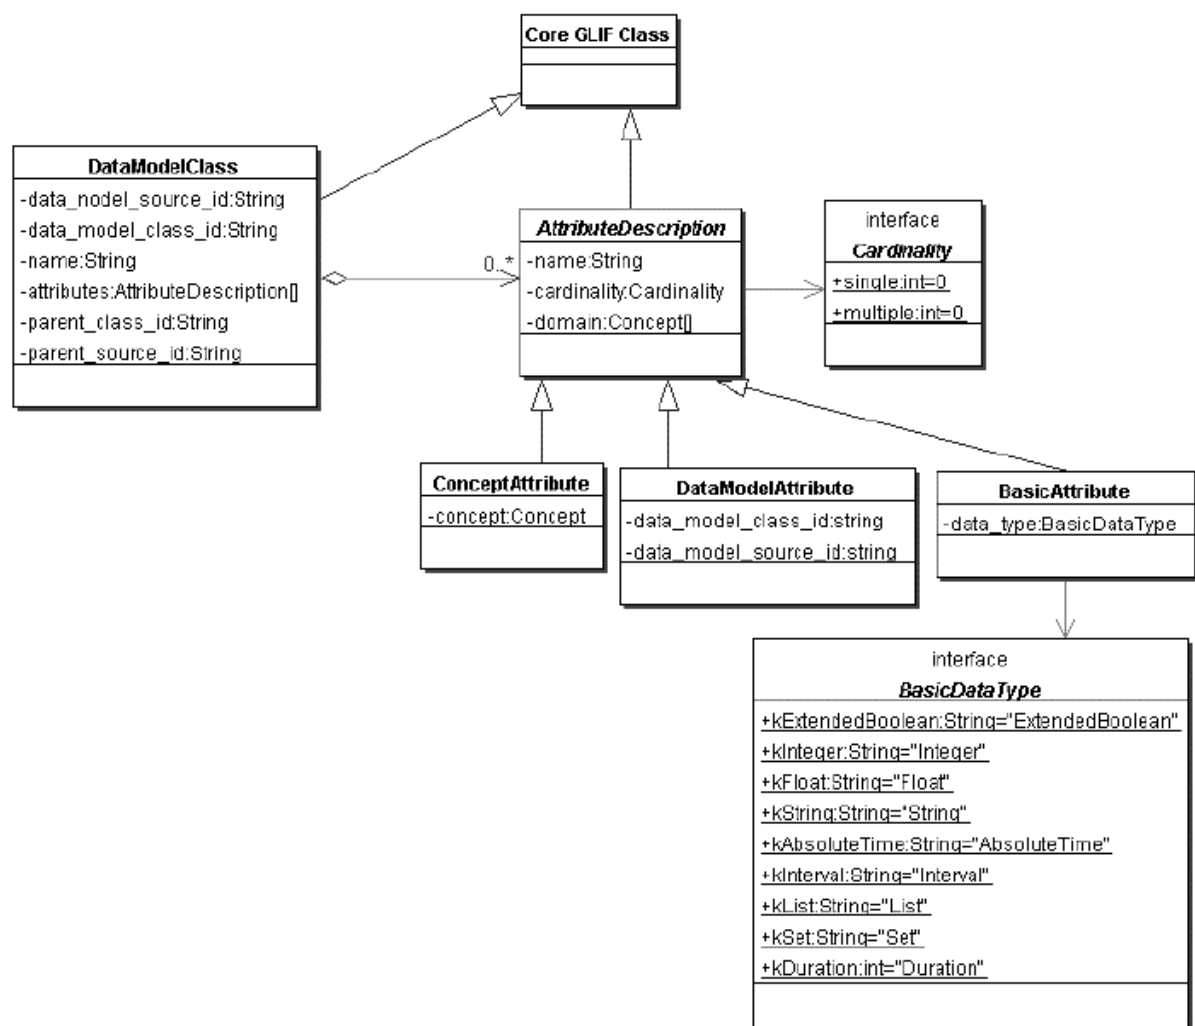 Core GLIF Class
DataModelClass
-data_nodel_source_id:String
-data_model_class_id:String
-name:String
-attributes:AttributeDescription[]
-parent_class_id:String
-parent_source_id:String
0..*
AttributeDescription
-name:String
-cardinality:Cardinality
-domain:Concept[]
interface
Cardinality
+single:int=0
+multiple:int=0
ConceptAttribute
-concept:Concept
DataModelAttribute
-data_model_class_id:string
-data_model_source_id:string
BasicAttribute
-data_type:BasicDataType
interface
BasicDataType
+kExtendedBoolean:String="ExtendedBoolean"
+kInteger:String="Integer"
+kFloat:String="Float"
+kString:String="String"
+kAbsoluteTime:String="AbsoluteTime"
+kInterval:String="Interval"
+kList:String="List"
+kSet:String="Set"
+kDuration:int="Duration"